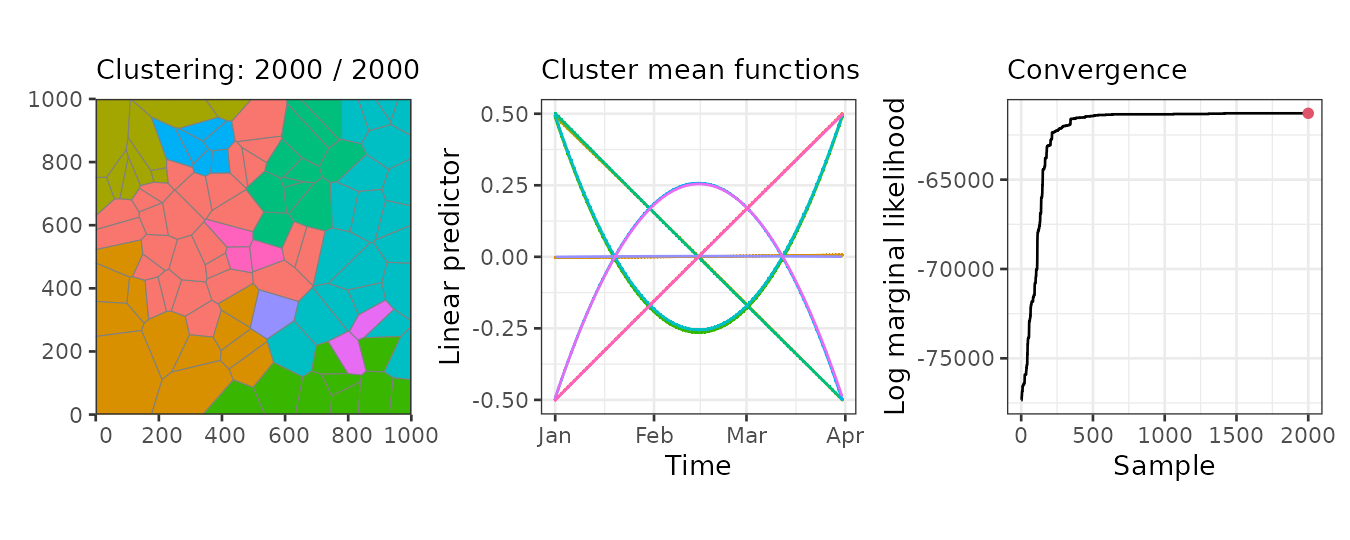 Clustering: 2000 / 2000
1000
800
600
400
200
0
0 200 400 600 800 1000
Cluster mean functions
Linear predictor
0.50
0.25
0.00
-0.25
-0.50
Jan Feb Mar Apr
Time
Convergence
Log marginal likelihood
-65000
-70000
-75000
0 500 1000 1500 2000
Sample